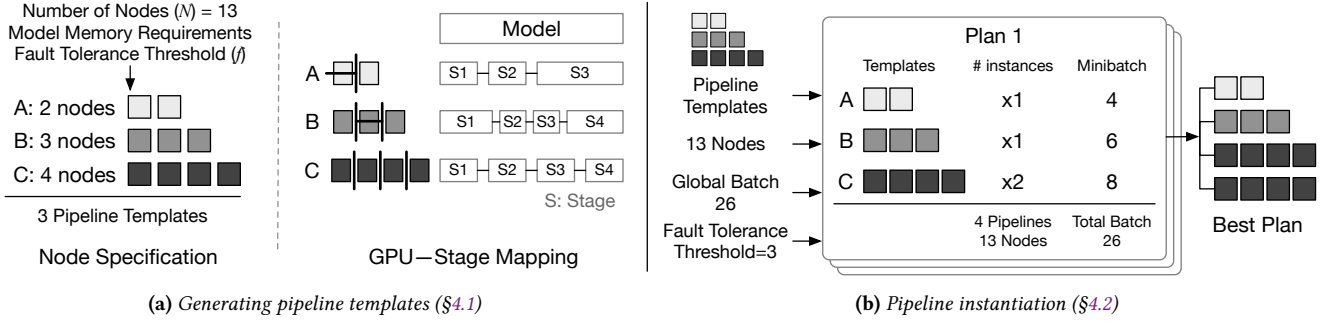 Number of Nodes (N) = 13
Model Memory Requirements
Fault Tolerance Threshold (f)
A: 2 nodes
B: 3 nodes
C: 4 nodes
3 Pipeline Templates
Node Specification
Model
A
S1
S2
S3
B
S1
S2
S3
S4
C
S1
S2
S3
S4
S: Stage
GPU—Stage Mapping
(a) Generating pipeline templates (§4.1)
Pipeline
Templates
13 Nodes
Global Batch
26
Fault Tolerance
Threshold=3
Plan 1
Templates # instances Minibatch
A x1 4
B x1 6
C x2 8
4 Pipelines Total Batch
13 Nodes 26
Best Plan
(b) Pipeline instantiation (§4.2)